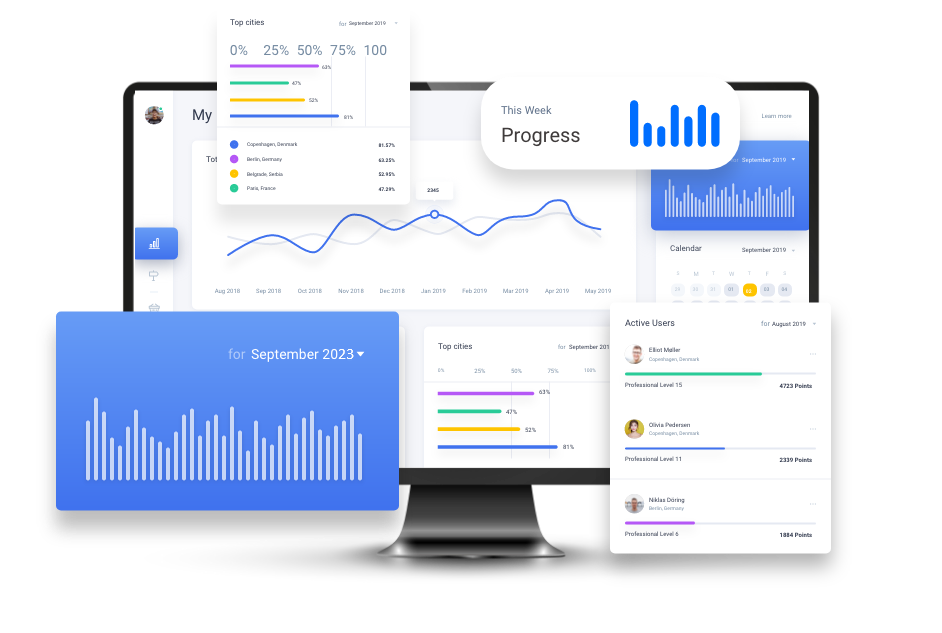 Top cities
for September 2019
0% 25% 50% 75% 100
63%
47%
52%
81%
Copenhagen, Danmark 81.57%
Berlin, Germany 63.25%
Belgrade, Serbia 52.95%
Paris, France 47.29%
My
Tot
This Week
Progress
Learn more
September 2019
2345
Aug 2018 Sep 2018 Oct 2018 Nov 2018 Dec 2018 Jan 2019 Feb 2019 Mar 2019 Apr 2019 May 2019
Calendar
September 2019
S M T W T F S
29 30 31 01 02 03 04
for September 2023
Top cities
for September 201
0% 25% 50% 75% 100%
63%
47%
52%
81%
Active Users
for August 2019
Elliot Møller
Copenhagen, Danmark
Professional Level 15 4723 Points
Olivia Pedersen
Copenhagen, Danmark
Professional Level 11 2339 Points
Niklas Döring
Berlin, Germany
Professional Level 6 1884 Points